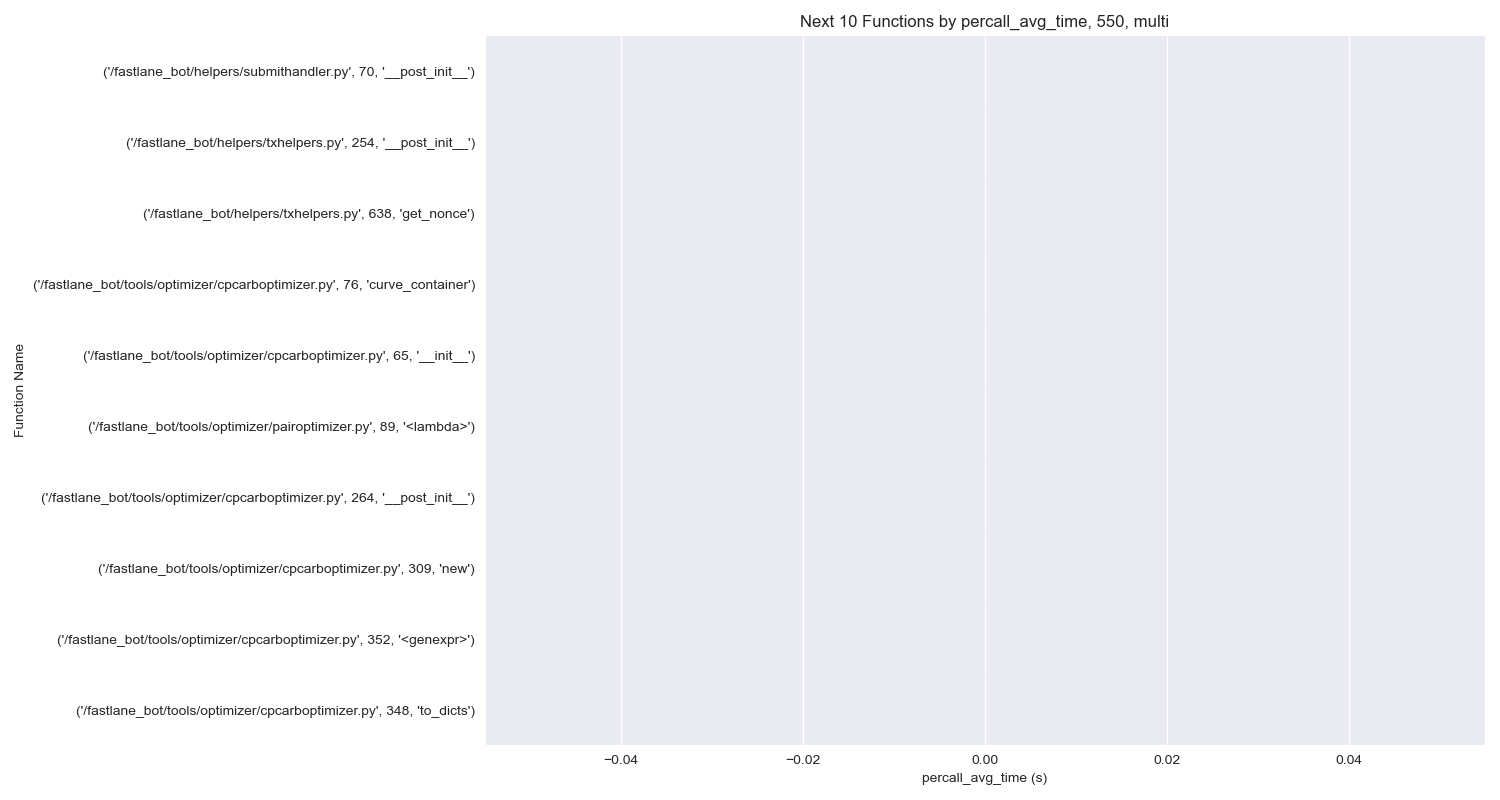 Next 10 Functions by percall_avg_time, 550, multi
('/fastlane_bot/helpers/submithandler.py', 70, '__post_init__')
('/fastlane_bot/helpers/txhelpers.py', 254, '__post_init__')
('/fastlane_bot/helpers/txhelpers.py', 638, 'get_nonce')
('/fastlane_bot/tools/optimizer/cpcarboptimizer.py', 76, 'curve_container')
('/fastlane_bot/tools/optimizer/cpcarboptimizer.py', 65, '__init__')
('/fastlane_bot/tools/optimizer/pairoptimizer.py', 89, '<lambda>')
('/fastlane_bot/tools/optimizer/cpcarboptimizer.py', 264, '__post_init__')
('/fastlane_bot/tools/optimizer/cpcarboptimizer.py', 309, 'new')
('/fastlane_bot/tools/optimizer/cpcarboptimizer.py', 352, '<genexpr>')
('/fastlane_bot/tools/optimizer/cpcarboptimizer.py', 348, 'to_dicts')
Function Name
−0.04 −0.02 0.00 0.02 0.04
percall_avg_time (s)